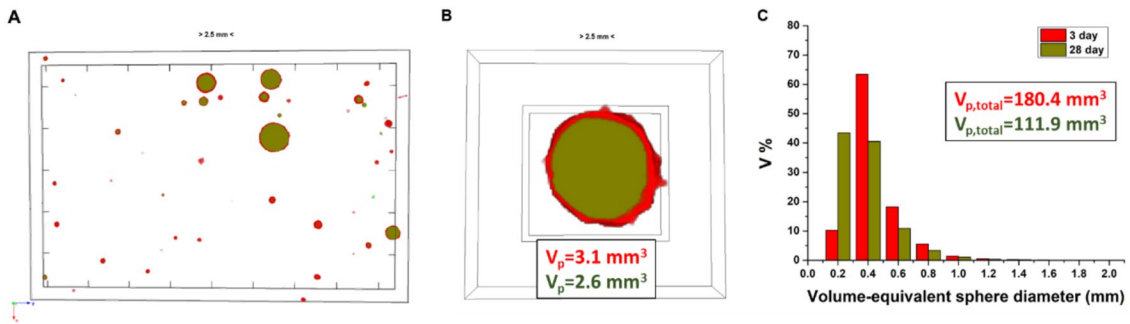 A
> 2.5 mm <
B
> 2.5 mm <
Vp=3.1 mm³
Vp=2.6 mm³
C
3 day
28 day
Vp,total=180.4 mm³
Vp,total=111.9 mm³
V %
80
70
60
50
40
30
20
10
0
0.0 0.2 0.4 0.6 0.8 1.0 1.2 1.4 1.6 1.8 2.0
Volume-equivalent sphere diameter (mm)